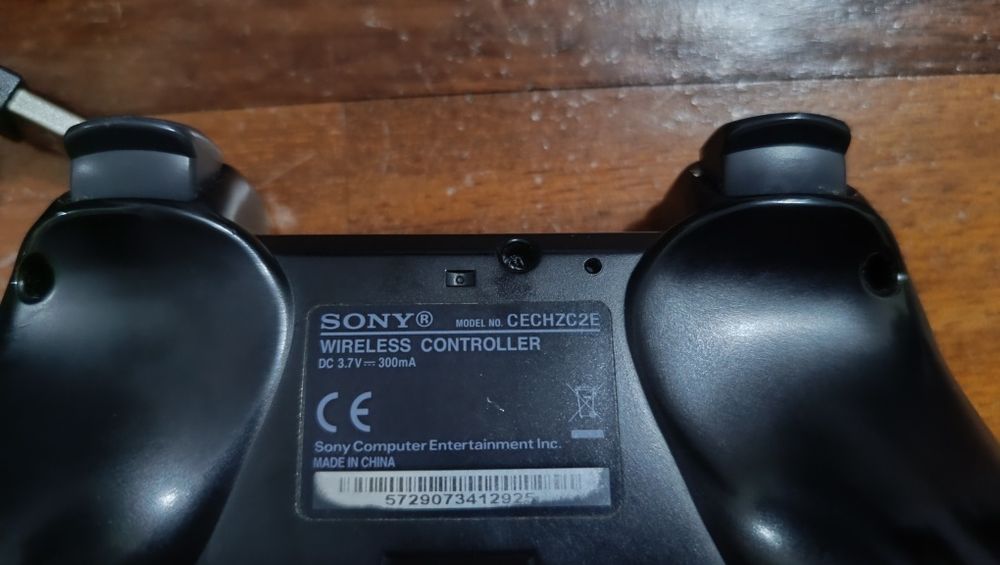 SONY® MODEL NO. CECHZC2E
WIRELESS CONTROLLER
DC 3.7V⎓300mA
CE
Sony Computer Entertainment Inc.
MADE IN CHINA
5729073412925